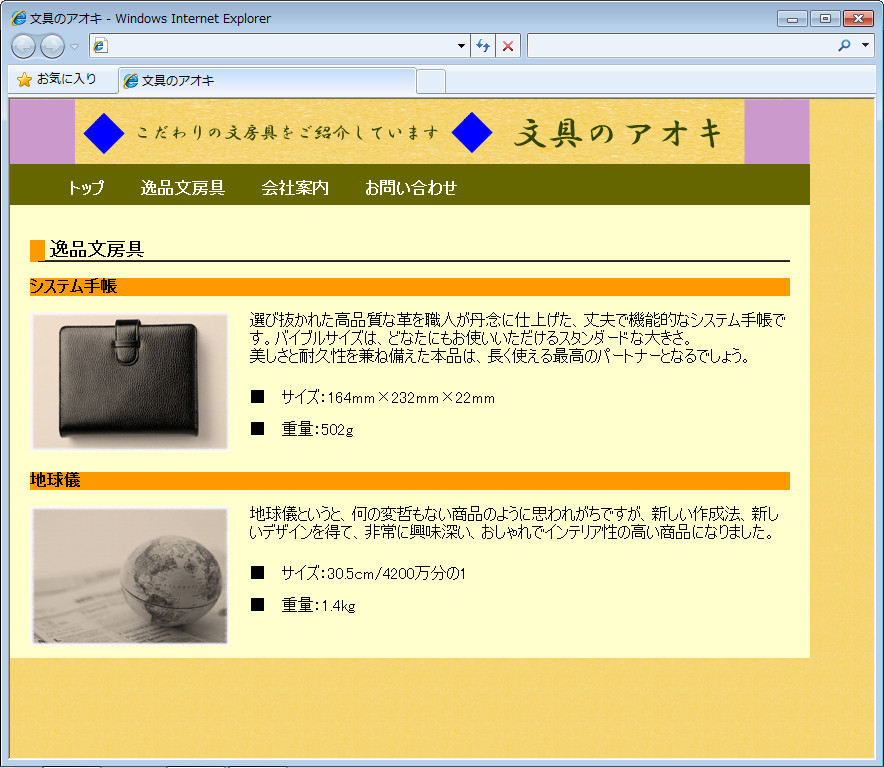 文具のアオキ - Windows Internet Explorer
お気に入り
文具のアオキ
こだわりの文房具をご紹介しています
文具のアオキ
トップ 逸品文房具 会社案内 お問い合わせ
逸品文房具
システム手帳
選び抜かれた高品質な革を職人が丹念に仕上げた、丈夫で機能的なシステム手帳で
す。バイブルサイズは、どなたにもお使いいただけるスタンダードな大きさ。
美しさと耐久性を兼ね備えた本品は、長く使える最高のパートナーとなるでしょう。
■ サイズ:164mm×232mm×22mm
■ 重量:502g
地球儀
地球儀というと、何の変哲もない商品のように思われがちですが、新しい作成法、新し
いデザインを得て、非常に興味深い、おしゃれでインテリア性の高い商品になりました。
■ サイズ:30.5cm/4200万分の1
■ 重量:1.4kg